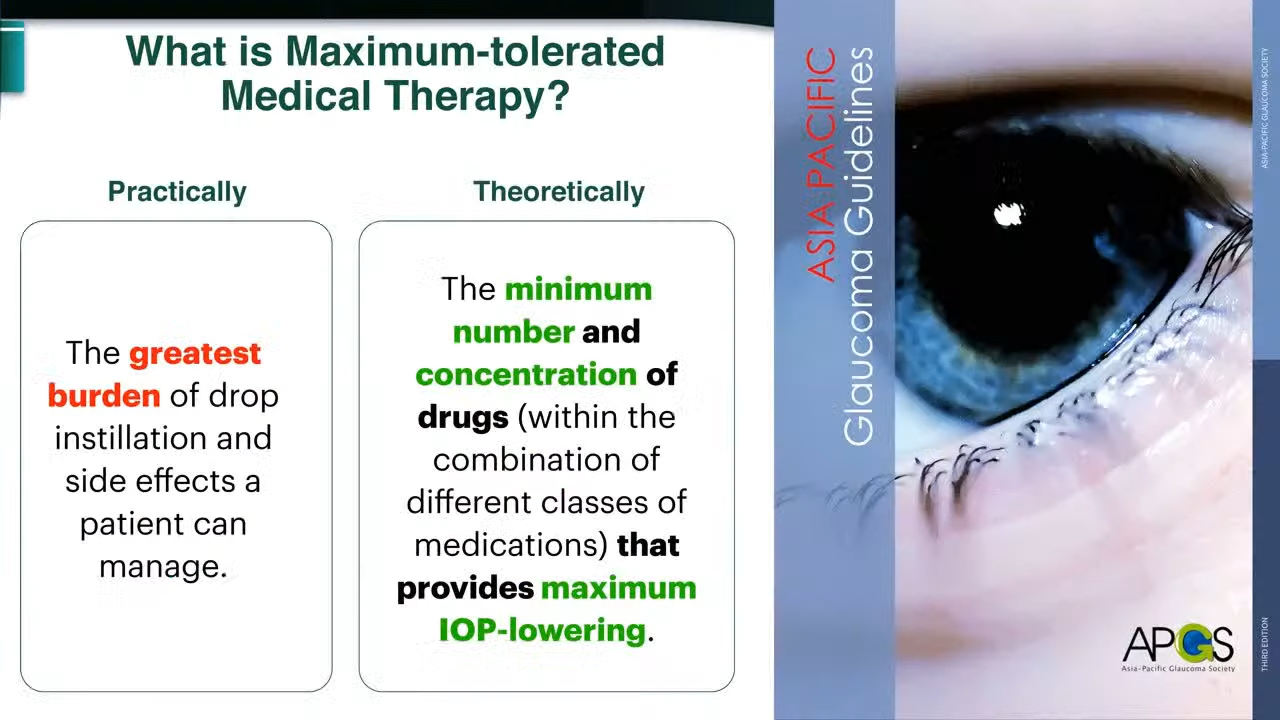 What is Maximum-tolerated
Medical Therapy?
Practically
The greatest
burden of drop
instillation and
side effects a
patient can
manage.
Theoretically
The minimum
number and
concentration of
drugs (within the
combination of
different classes of
medications) that
provides maximum
IOP-lowering.
ASIA PACIFIC
Glaucoma Guidelines
APGS
Asia-Pacific Glaucoma Society
ASIA-PACIFIC GLAUCOMA SOCIETY
THIRD EDITION